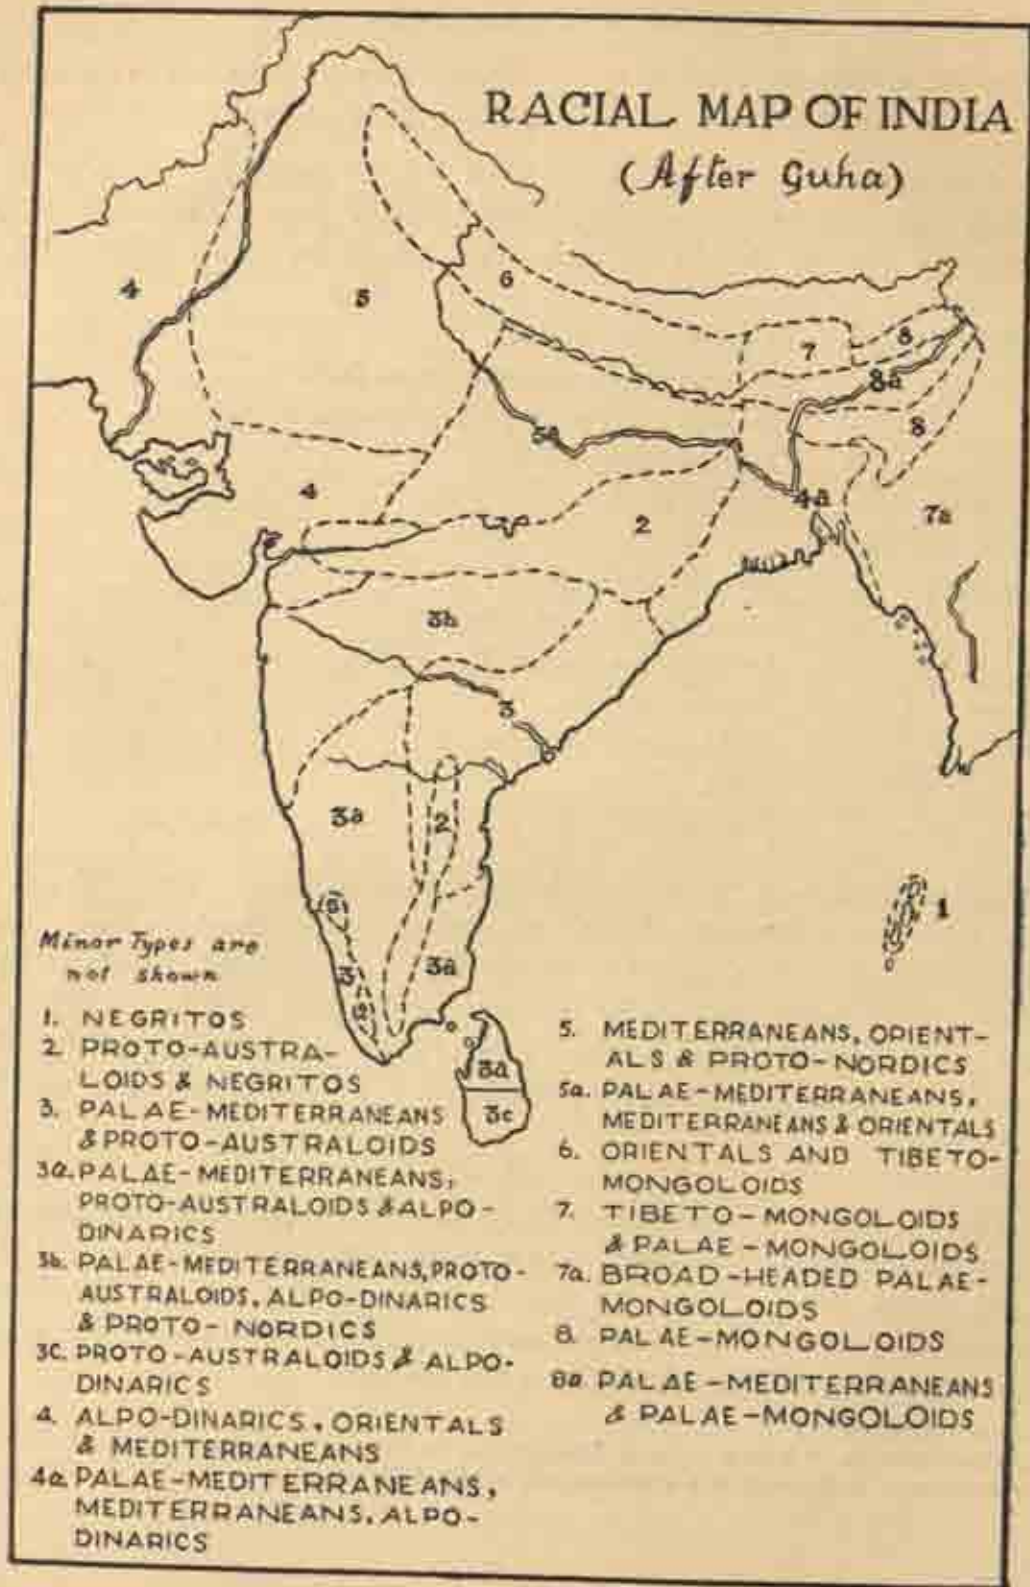 RACIAL MAP OF INDIA
(After Guha)
4
5
6
7
8
8a
8
4
2
4a
7a
3b
3
3a
2
1
3
3a
2
3a
3c
Minor Types are
not shown
1. NEGRITOS
2. PROTO-AUSTRA-
LOIDS & NEGRITOS
3. PALAE-MEDITERRANEANS
& PROTO-AUSTRALOIDS
3a. PALAE-MEDITERRANEANS,
PROTO-AUSTRALOIDS & ALPO-
DINARICS
3b. PALAE-MEDITERRANEANS, PROTO-
AUSTRALOIDS, ALPO-DINARICS
& PROTO-NORDICS
3C. PROTO-AUSTRALOIDS & ALPO-
DINARICS
4. ALPO-DINARICS, ORIENTALS
& MEDITERRANEANS
4a. PALAE-MEDITERRANEANS,
MEDITERRANEANS, ALPO-
DINARICS
5. MEDITERRANEANS, ORIENT-
ALS & PROTO-NORDICS
5a. PALAE-MEDITERRANEANS,
MEDITERRANEANS & ORIENTALS
6. ORIENTALS AND TIBETO-
MONGOLOIDS
7. TIBETO-MONGOLOIDS
& PALAE-MONGOLOIDS
7a. BROAD-HEADED PALAE-
MONGOLOIDS
8. PALAE-MONGOLOIDS
8a. PALAE-MEDITERRANEANS
& PALAE-MONGOLOIDS